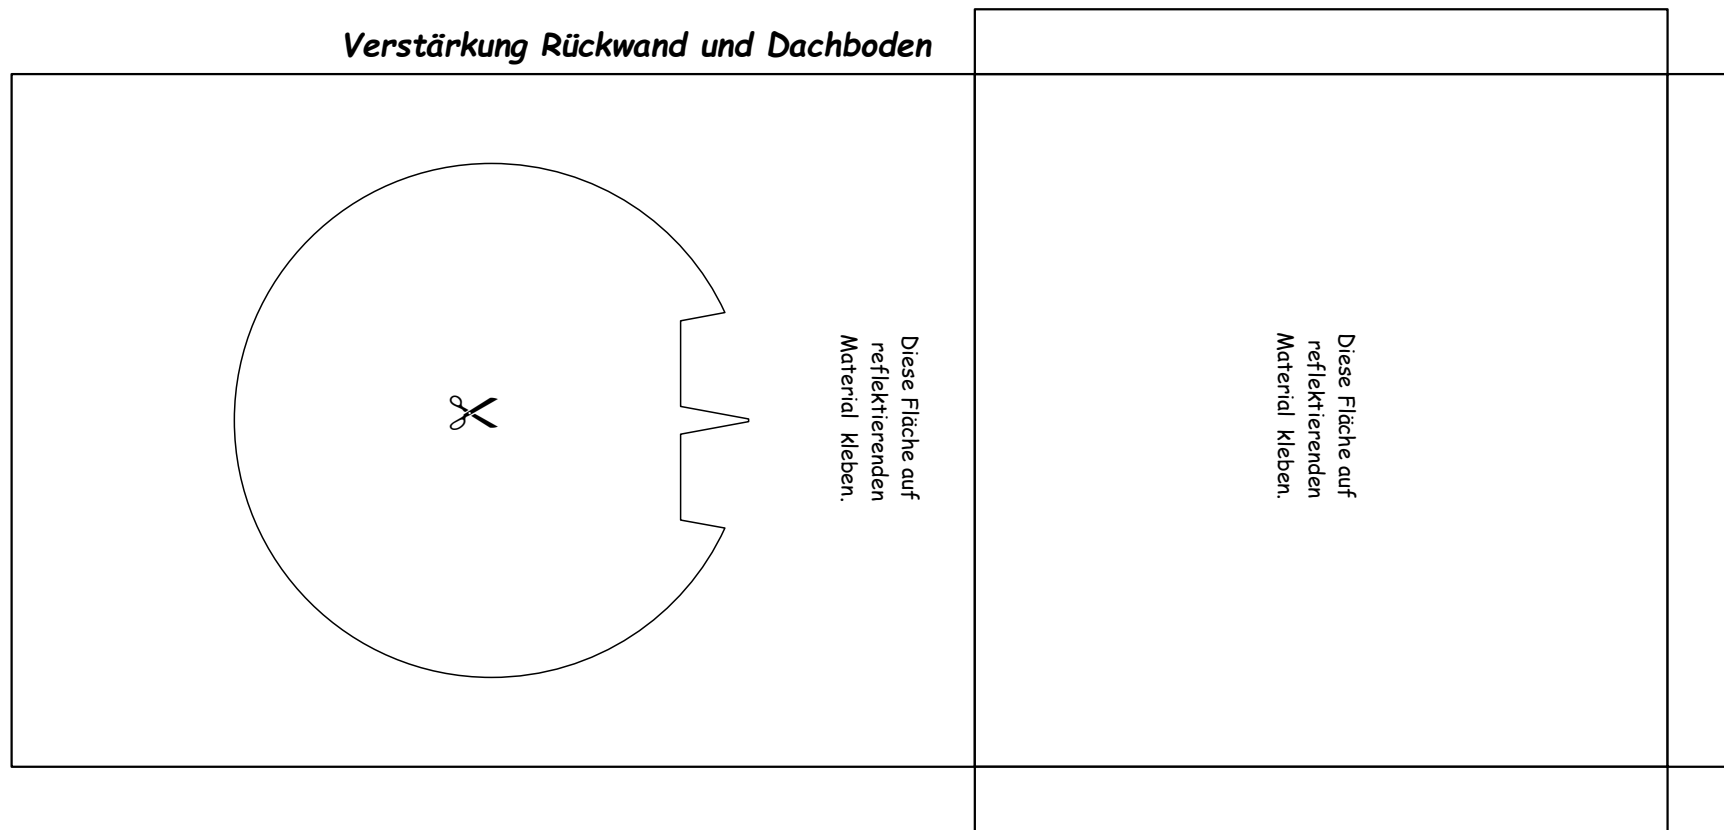 Verstärkung Rückwand und Dachboden
Diese Fläche auf
reflektierenden
Material kleben.
Diese Fläche auf
reflektierenden
Material kleben.